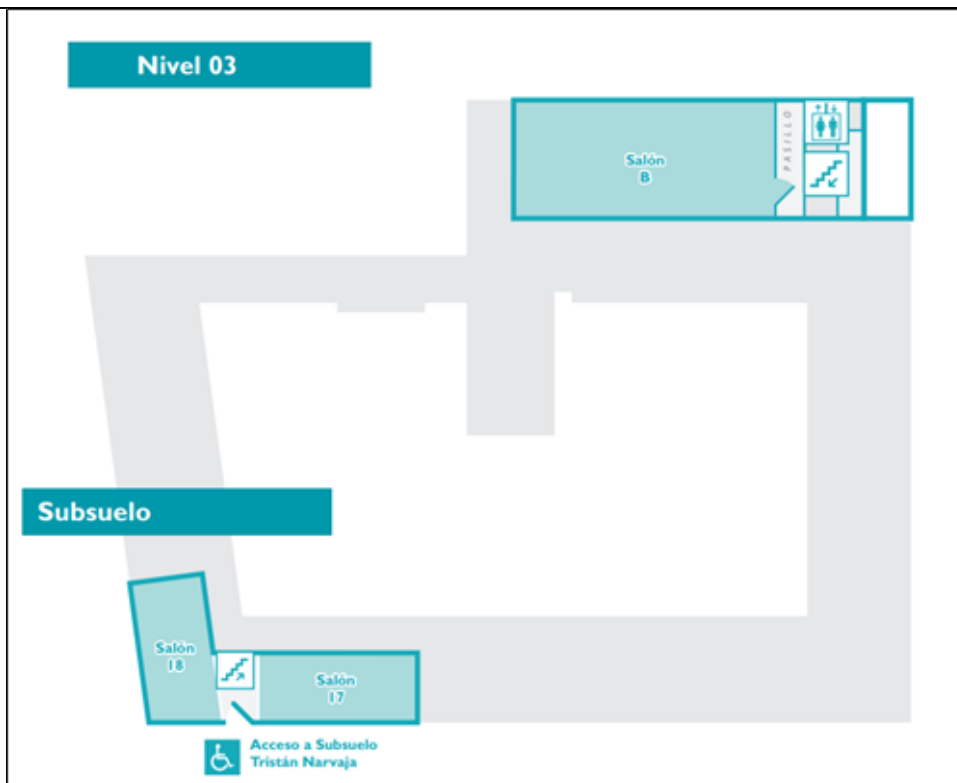 Nivel 03
PASILLO
Salón
B
Subsuelo
Salón
18
Salón
17
Acceso a Subsuelo
Tristán Narvaja